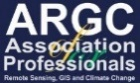 ARGC
Association
Professionals
Remote Sensing, GIS and Climate Change